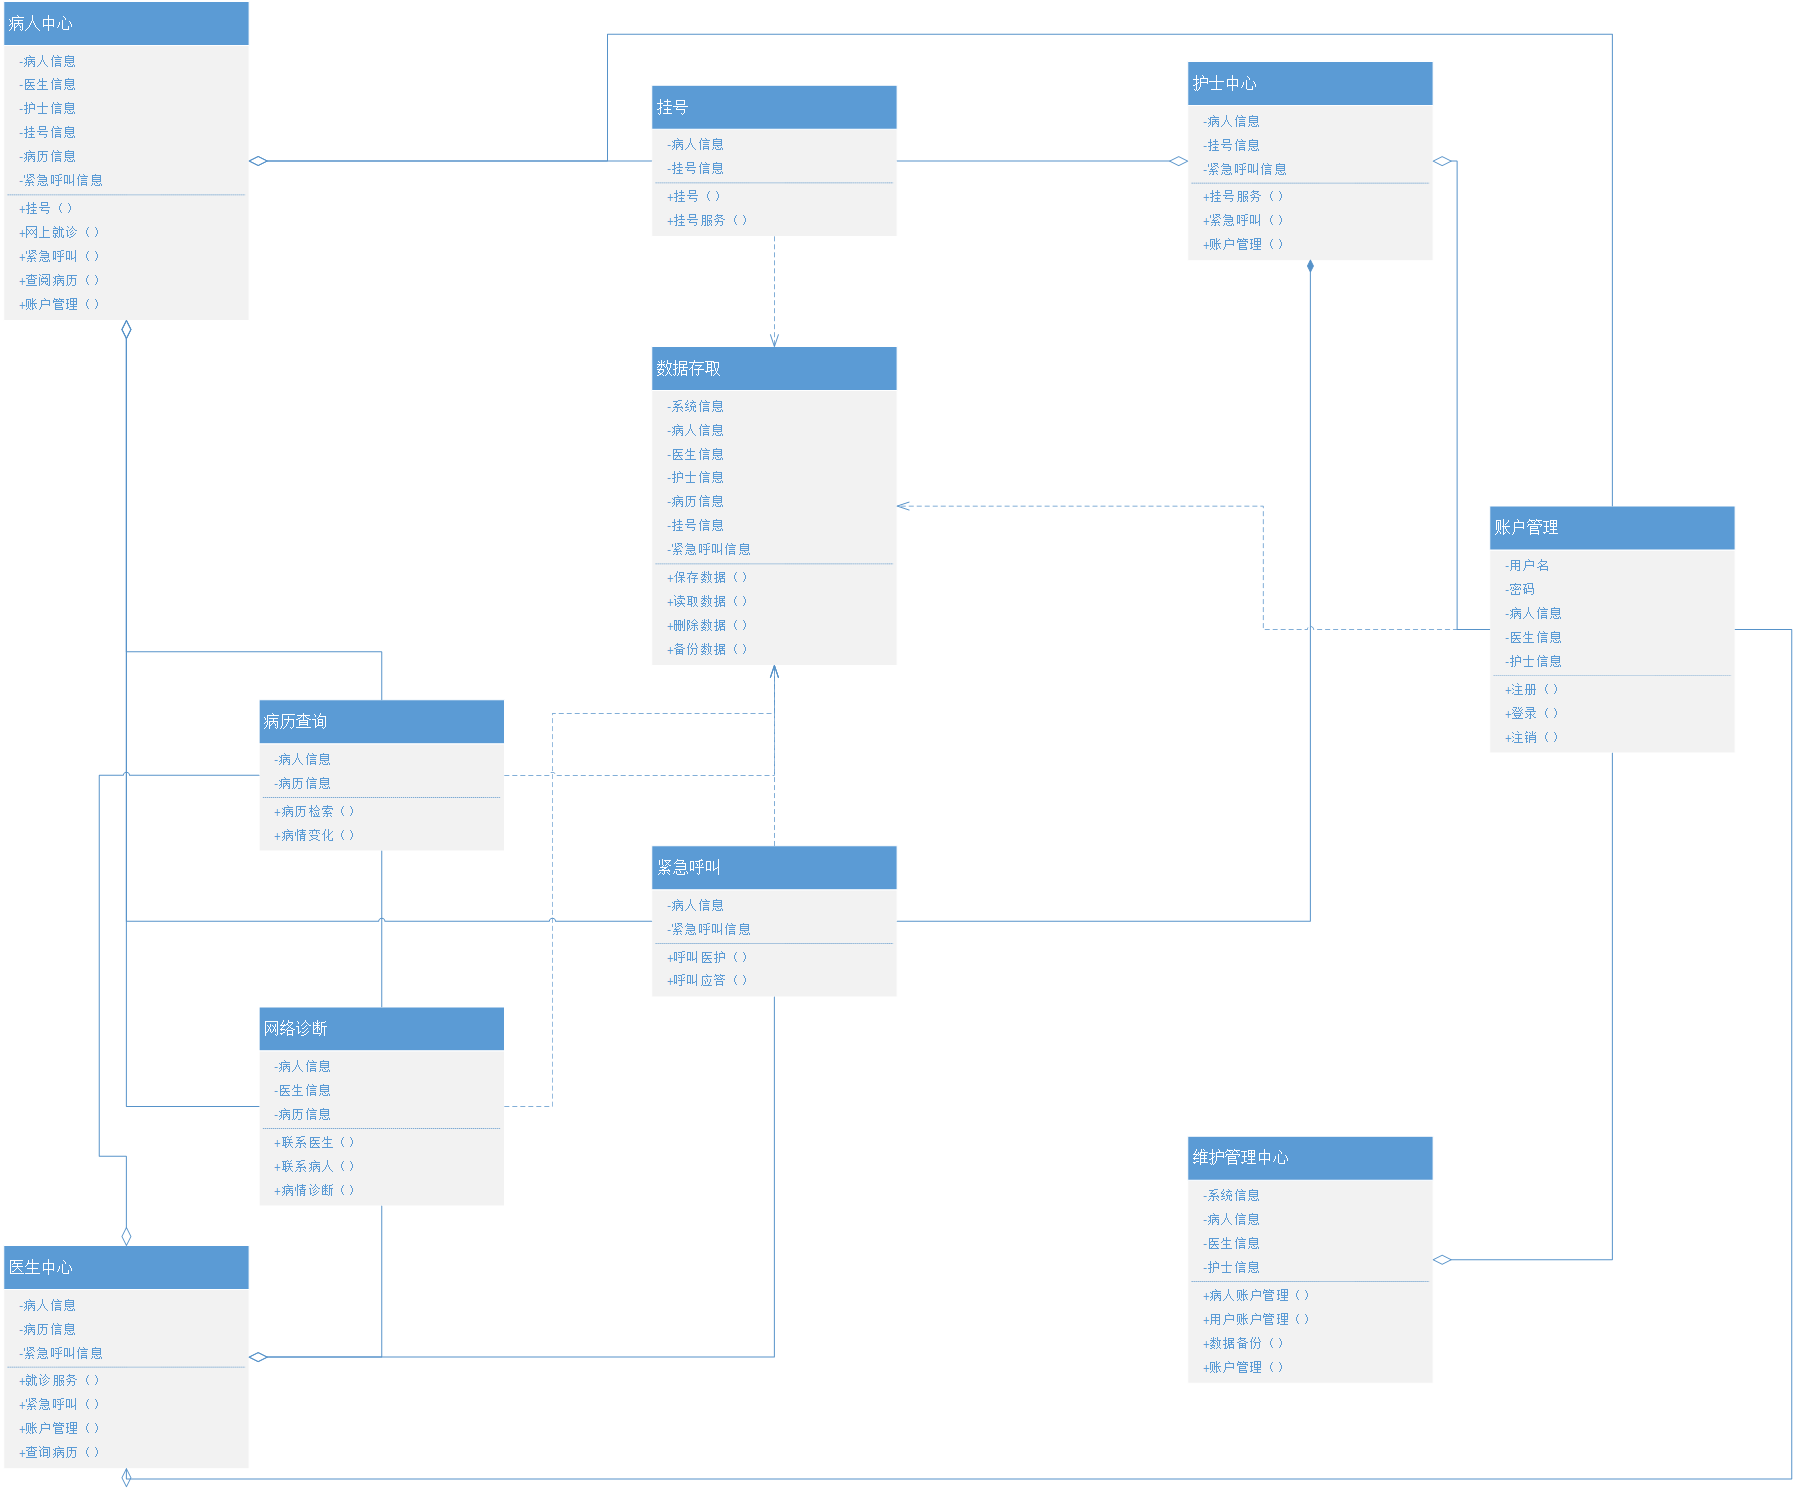 病人中心
-病人信息
-医生信息
-护士信息
-挂号信息
-病历信息
-紧急呼叫信息
+挂号（）
+网上就诊（）
+紧急呼叫（）
+查阅病历（）
+账户管理（）
挂号
-病人信息
-挂号信息
+挂号（）
+挂号服务（）
护士中心
-病人信息
-挂号信息
-紧急呼叫信息
+挂号服务（）
+紧急呼叫（）
+账户管理（）
数据存取
-系统信息
-病人信息
-医生信息
-护士信息
-病历信息
-挂号信息
-紧急呼叫信息
+保存数据（）
+读取数据（）
+删除数据（）
+备份数据（）
账户管理
-用户名
-密码
-病人信息
-医生信息
-护士信息
+注册（）
+登录（）
+注销（）
病历查询
-病人信息
-病历信息
+病历检索（）
+病情变化（）
紧急呼叫
-病人信息
-紧急呼叫信息
+呼叫医护（）
+呼叫应答（）
网络诊断
-病人信息
-医生信息
-病历信息
+联系医生（）
+联系病人（）
+病情诊断（）
维护管理中心
-系统信息
-病人信息
-医生信息
-护士信息
+病人账户管理（）
+用户账户管理（）
+数据备份（）
+账户管理（）
医生中心
-病人信息
-病历信息
-紧急呼叫信息
+就诊服务（）
+紧急呼叫（）
+账户管理（）
+查询病历（）